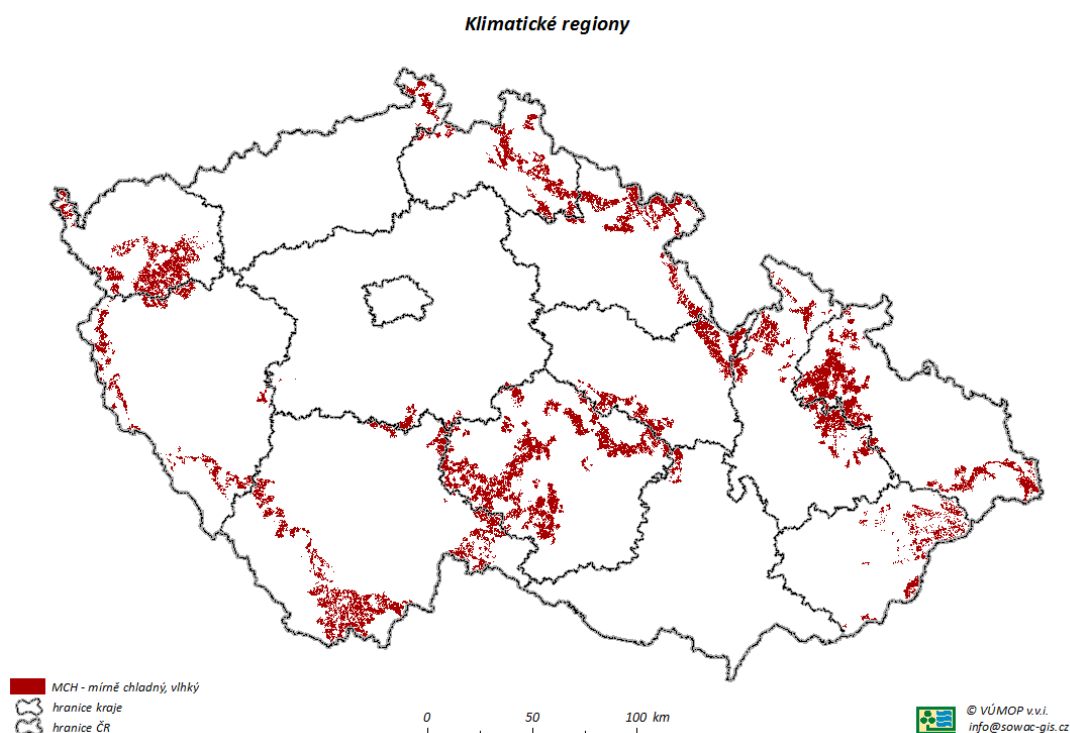 Klimatické regiony
MCH - mírně chladný, vlhký
hranice kraje
hranice ČR
0 50 100 km
© VÚMOP v.v.i.
info@sowac-gis.cz